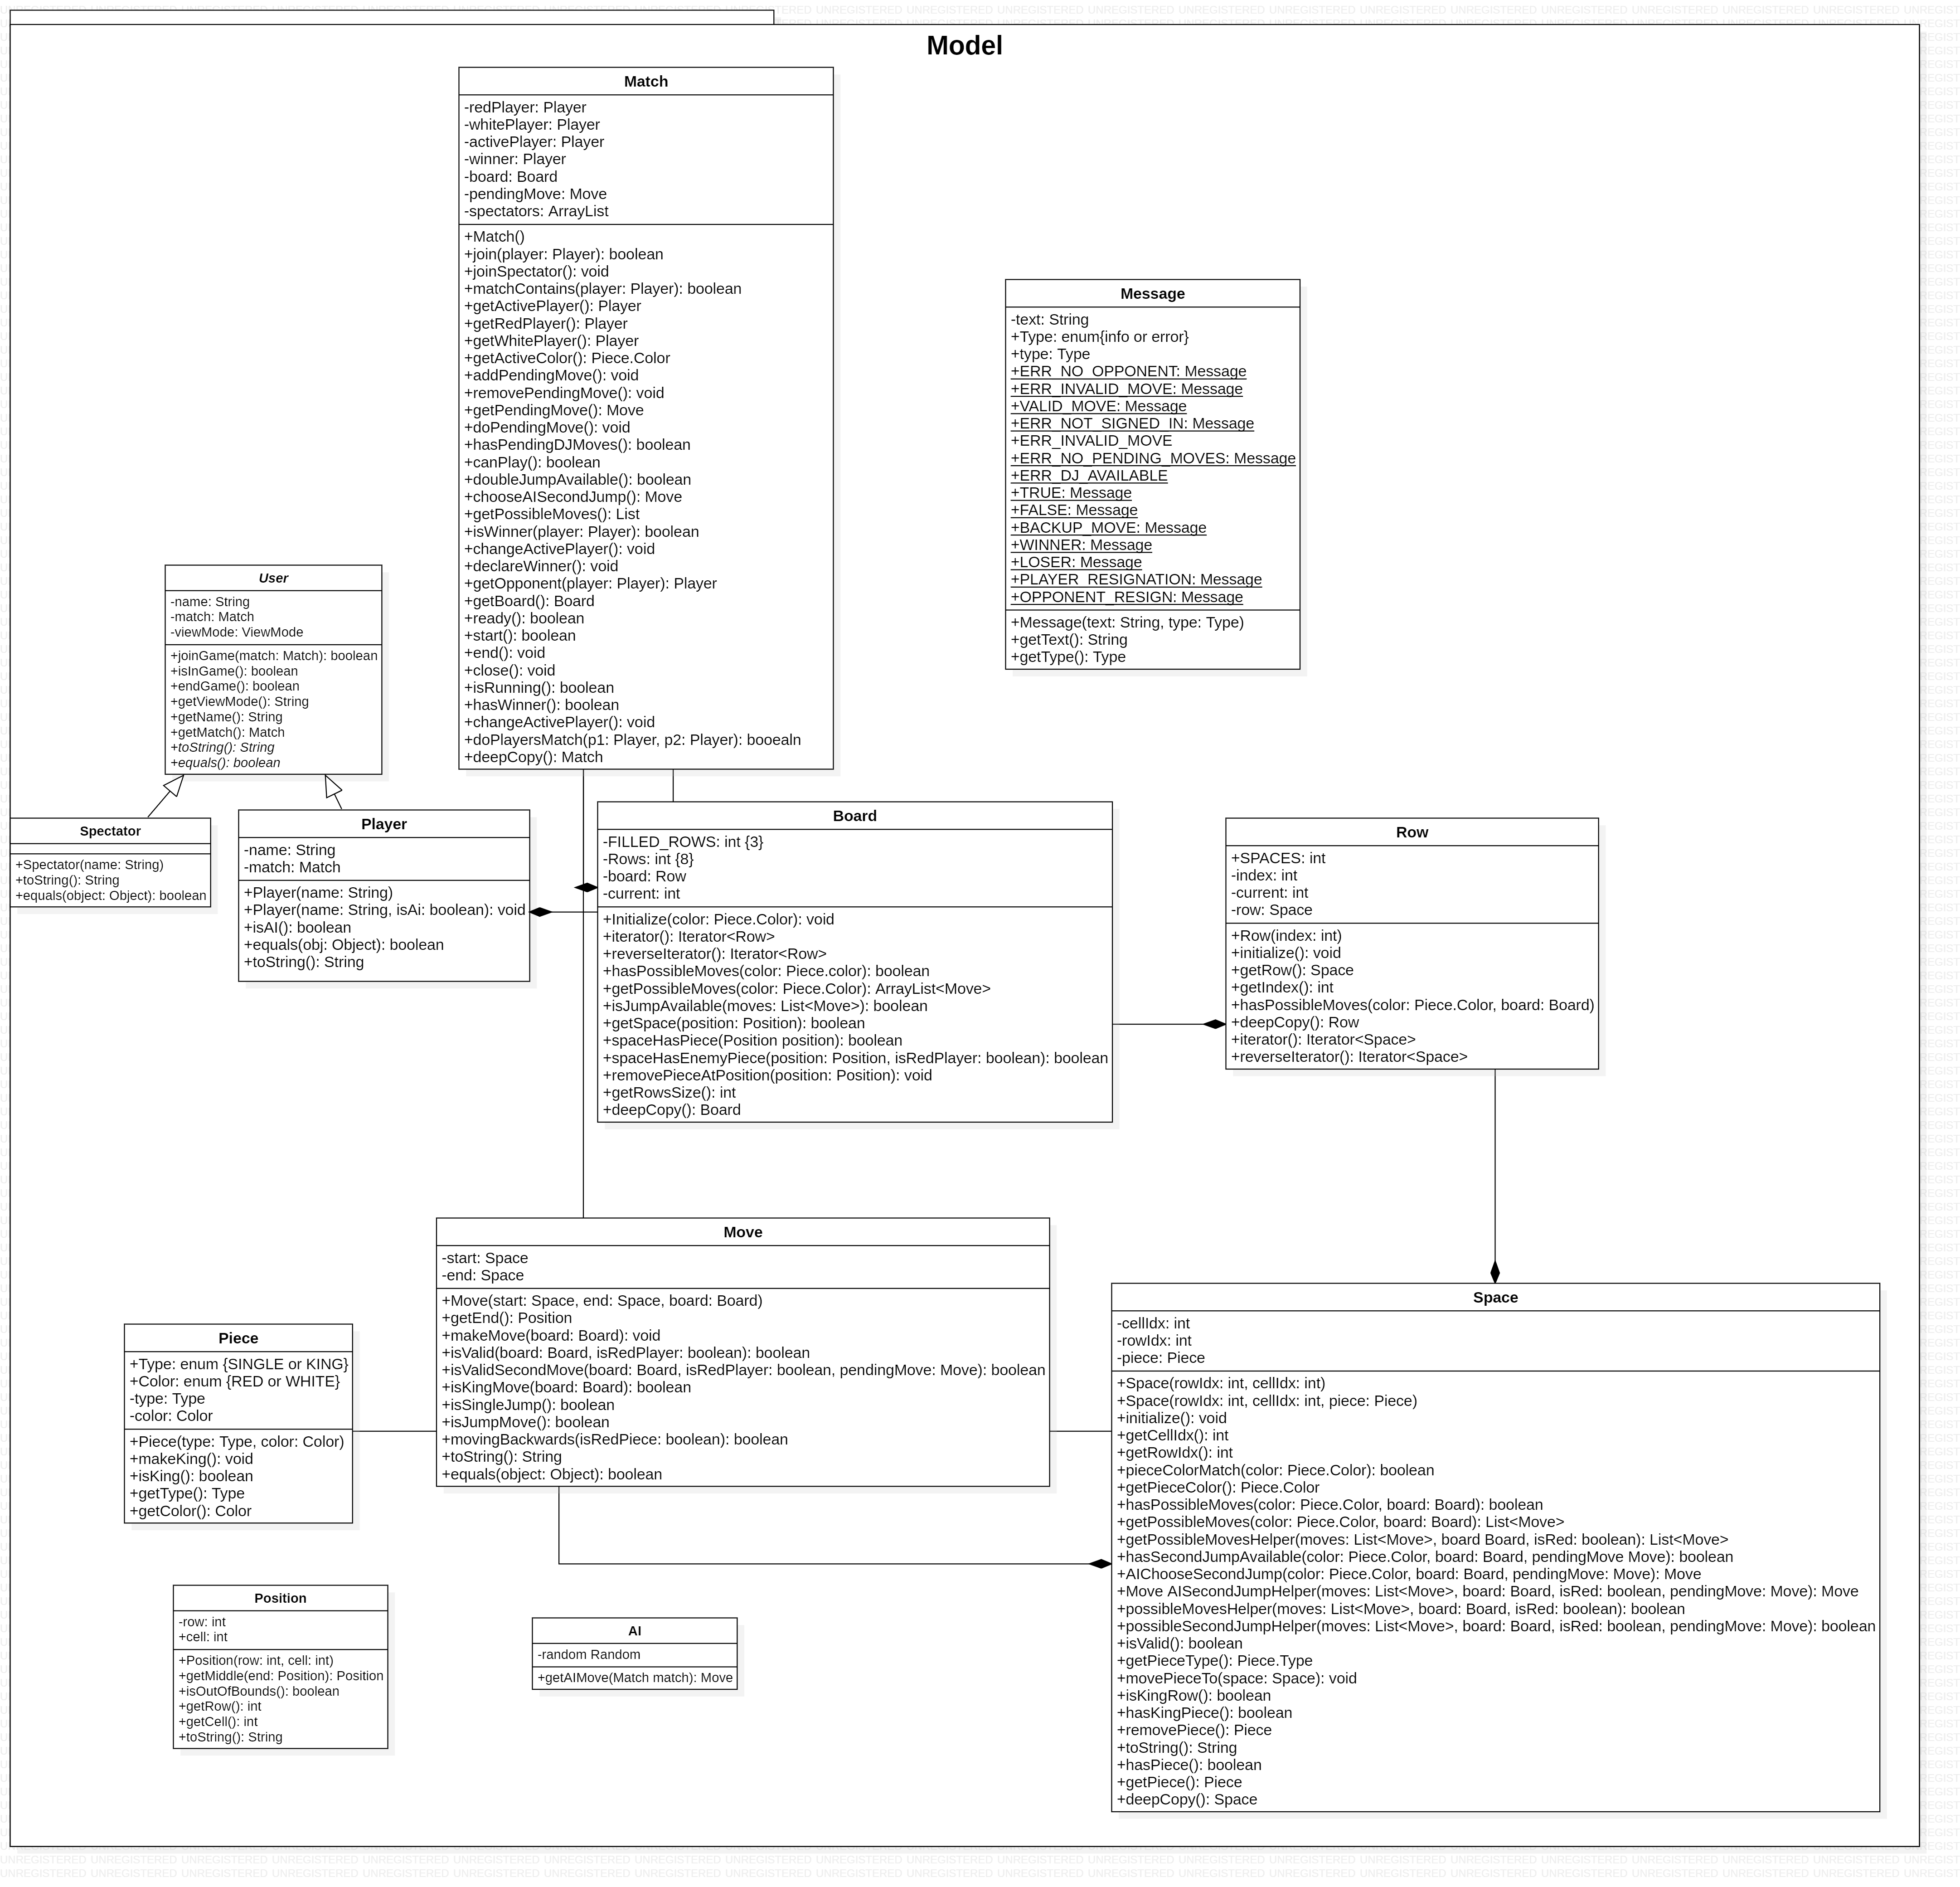 Model
Match
-redPlayer: Player
-whitePlayer: Player
-activePlayer: Player
-winner: Player
-board: Board
-pendingMove: Move
-spectators: ArrayList
+Match()
+join(player: Player): boolean
+joinSpectator(): void
+matchContains(player: Player): boolean
+getActivePlayer(): Player
+getRedPlayer(): Player
+getWhitePlayer(): Player
+getActiveColor(): Piece.Color
+addPendingMove(): void
+removePendingMove(): void
+getPendingMove(): Move
+doPendingMove(): void
+hasPendingDJMoves(): boolean
+canPlay(): boolean
+doubleJumpAvailable(): boolean
+chooseAISecondJump(): Move
+getPossibleMoves(): List
+isWinner(player: Player): boolean
+changeActivePlayer(): void
+declareWinner(): void
+getOpponent(player: Player): Player
+getBoard(): Board
+ready(): boolean
+start(): boolean
+end(): void
+close(): void
+isRunning(): boolean
+hasWinner(): boolean
+changeActivePlayer(): void
+doPlayersMatch(p1: Player, p2: Player): booealn
+deepCopy(): Match
Message
-text: String
+Type: enum{info or error}
+type: Type
+ERR_NO_OPPONENT: Message
+ERR_INVALID_MOVE: Message
+VALID_MOVE: Message
+ERR_NOT_SIGNED_IN: Message
+ERR_INVALID_MOVE
+ERR_NO_PENDING_MOVES: Message
+ERR_DJ_AVAILABLE
+TRUE: Message
+FALSE: Message
+BACKUP_MOVE: Message
+WINNER: Message
+LOSER: Message
+PLAYER_RESIGNATION: Message
+OPPONENT_RESIGN: Message
+Message(text: String, type: Type)
+getText(): String
+getType(): Type
User
-name: String
-match: Match
-viewMode: ViewMode
+joinGame(match: Match): boolean
+isInGame(): boolean
+endGame(): boolean
+getViewMode(): String
+getName(): String
+getMatch(): Match
+toString(): String
+equals(): boolean
Spectator
+Spectator(name: String)
+toString(): String
+equals(object: Object): boolean
Player
-name: String
-match: Match
+Player(name: String)
+Player(name: String, isAi: boolean): void
+isAI(): boolean
+equals(obj: Object): boolean
+toString(): String
Board
-FILLED_ROWS: int {3}
-Rows: int {8}
-board: Row
-current: int
+Initialize(color: Piece.Color): void
+iterator(): Iterator<Row>
+reverseIterator(): Iterator<Row>
+hasPossibleMoves(color: Piece.color): boolean
+getPossibleMoves(color: Piece.Color): ArrayList<Move>
+isJumpAvailable(moves: List<Move>): boolean
+getSpace(position: Position): boolean
+spaceHasPiece(Position position): boolean
+spaceHasEnemyPiece(position: Position, isRedPlayer: boolean): boolean
+removePieceAtPosition(position: Position): void
+getRowsSize(): int
+deepCopy(): Board
Row
+SPACES: int
-index: int
-current: int
-row: Space
+Row(index: int)
+initialize(): void
+getRow(): Space
+getIndex(): int
+hasPossibleMoves(color: Piece.Color, board: Board)
+deepCopy(): Row
+iterator(): Iterator<Space>
+reverseIterator(): Iterator<Space>
Move
-start: Space
-end: Space
+Move(start: Space, end: Space, board: Board)
+getEnd(): Position
+makeMove(board: Board): void
+isValid(board: Board, isRedPlayer: boolean): boolean
+isValidSecondMove(board: Board, isRedPlayer: boolean, pendingMove: Move): boolean
+isKingMove(board: Board): boolean
+isSingleJump(): boolean
+isJumpMove(): boolean
+movingBackwards(isRedPiece: boolean): boolean
+toString(): String
+equals(object: Object): boolean
Piece
+Type: enum {SINGLE or KING}
+Color: enum {RED or WHITE}
-type: Type
-color: Color
+Piece(type: Type, color: Color)
+makeKing(): void
+isKing(): boolean
+getType(): Type
+getColor(): Color
Space
-cellIdx: int
-rowIdx: int
-piece: Piece
+Space(rowIdx: int, cellIdx: int)
+Space(rowIdx: int, cellIdx: int, piece: Piece)
+initialize(): void
+getCellIdx(): int
+getRowIdx(): int
+pieceColorMatch(color: Piece.Color): boolean
+getPieceColor(): Piece.Color
+hasPossibleMoves(color: Piece.Color, board: Board): boolean
+getPossibleMoves(color: Piece.Color, board: Board): List<Move>
+getPossibleMovesHelper(moves: List<Move>, board Board, isRed: boolean): List<Move>
+hasSecondJumpAvailable(color: Piece.Color, board: Board, pendingMove Move): boolean
+AIChooseSecondJump(color: Piece.Color, board: Board, pendingMove: Move): Move
+Move AISecondJumpHelper(moves: List<Move>, board: Board, isRed: boolean, pendingMove: Move): Move
+possibleMovesHelper(moves: List<Move>, board: Board, isRed: boolean): boolean
+possibleSecondJumpHelper(moves: List<Move>, board: Board, isRed: boolean, pendingMove: Move): boolean
+isValid(): boolean
+getPieceType(): Piece.Type
+movePieceTo(space: Space): void
+isKingRow(): boolean
+hasKingPiece(): boolean
+removePiece(): Piece
+toString(): String
+hasPiece(): boolean
+getPiece(): Piece
+deepCopy(): Space
Position
-row: int
+cell: int
+Position(row: int, cell: int)
+getMiddle(end: Position): Position
+isOutOfBounds(): boolean
+getRow(): int
+getCell(): int
+toString(): String
AI
-random Random
+getAIMove(Match match): Move